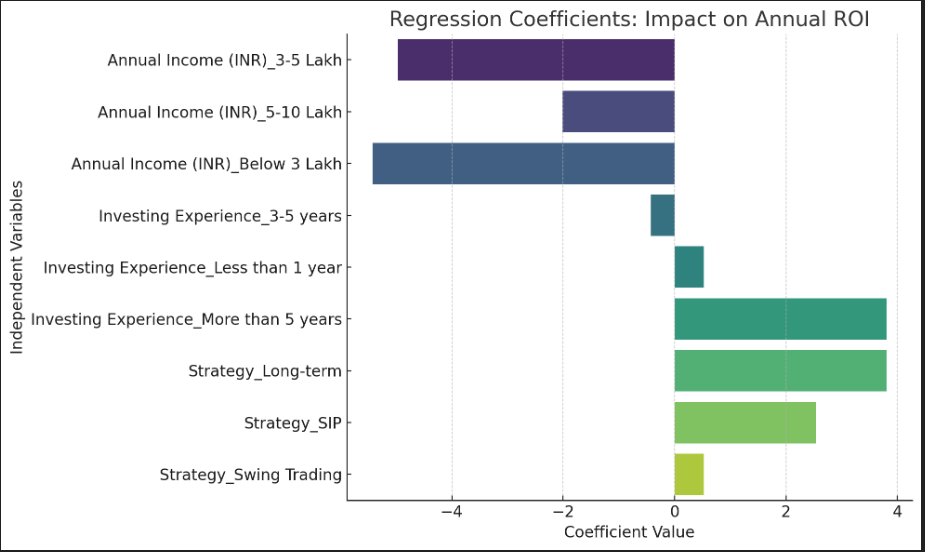 Regression Coefficients: Impact on Annual ROI
Independent Variables
Annual Income (INR)_3-5 Lakh
Annual Income (INR)_5-10 Lakh
Annual Income (INR)_Below 3 Lakh
Investing Experience_3-5 years
Investing Experience_Less than 1 year
Investing Experience_More than 5 years
Strategy_Long-term
Strategy_SIP
Strategy_Swing Trading
−4 −2 0 2 4
Coefficient Value